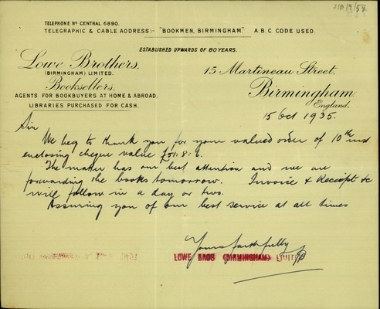 TELEPHONE Nº CENTRAL 6890.
TELEGRAPHIC & CABLE ADDRESS:- "BOOKMEN, BIRMINGHAM" A.B.C CODE USED.
ESTABLISHED UPWARDS OF 80 YEARS.
Lowe Brothers,
(BIRMINGHAM) LIMITED,
Booksellers,
AGENTS FOR BOOKBUYERS AT HOME & ABROAD,
LIBRARIES PURCHASED FOR CASH.
15 Martineau Street,
Birmingham
England.
15 Oct 1935.
Sir
We beg to thank you for your valued order of 10th inst
enclosing cheque value
The matter has our best attention and we are
forwarding the books tomorrow. Invoice & Receipt &c
will follow in a day or two.
Assuring you of our best service at all times
Yours faithfully
LOWE BROS (BIRMINGHAM) LIMITED